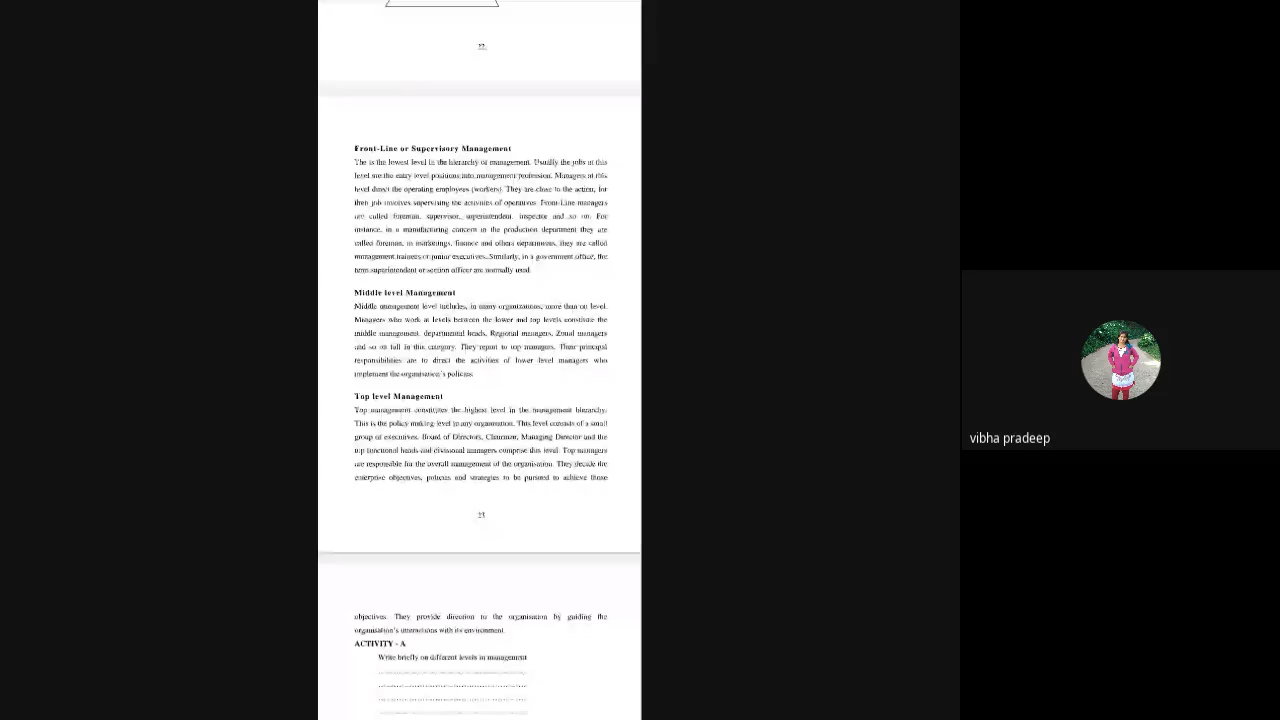 22
Front-Line or Supervisory Management
The is the lowest level in the hierarchy of management. Usually the jobs at this
level are the entry level positions into management profession. Managers at this
level direct the operating employees (workers). They are close to the action, for
their job involves supervising the activities of operatives. Front-Line managers
are called foreman, supervisor, superintendent, inspector and so on. For
instance, in a manufacturing concern in the production department they are
called foreman, in marketings, finance and others departments, they are called
management trainees or junior executives. Similarly, in a government office, the
term superintendent or section officer are normally used.
Middle level Management
Middle management level includes, in many organizations, more than on level.
Managers who work at levels between the lower and top levels constitute the
middle management, departmental heads, Regional managers, Zonal managers
and so on fall in this category. They report to top managers. Their principal
responsibilities are to direct the activities of lower level managers who
implement the organisation's policies.
Top level Management
Top management constitutes the highest level in the management hierarchy.
This is the policy making level in any organisation. This level consists of a small
group of executives. Board of Directors, Chairman, Managing Director and the
top functional heads and divisional managers comprise this level. Top managers
are responsible for the overall management of the organisation. They decide the
enterprise objectives, policies and strategies to be pursued to achieve those
objectives. They provide direction to the organisation by guiding the
organisation's interactions with its environment.
ACTIVITY - A
Write briefly on different levels in management
vibha pradeep